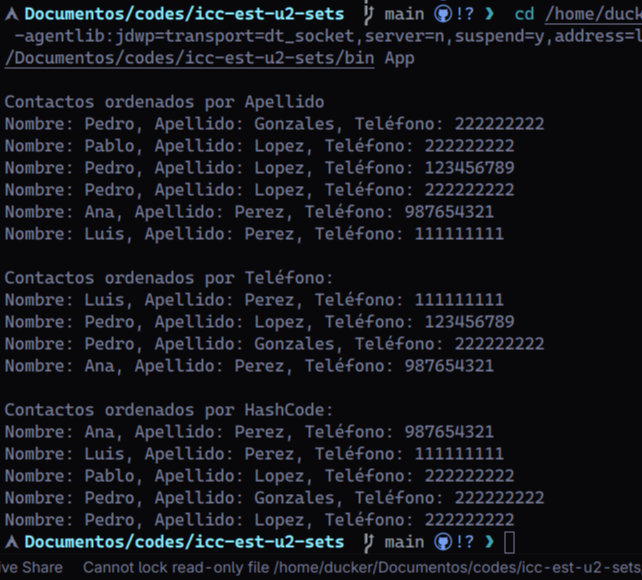 Documentos/codes/icc-est-u2-sets main !? ❯ cd /home/duck
-agentlib:jdwp=transport=dt_socket,server=n,suspend=y,address=l
/Documentos/codes/icc-est-u2-sets/bin App
Contactos ordenados por Apellido
Nombre: Pedro, Apellido: Gonzales, Teléfono: 222222222
Nombre: Pablo, Apellido: Lopez, Teléfono: 222222222
Nombre: Pedro, Apellido: Lopez, Teléfono: 123456789
Nombre: Pedro, Apellido: Lopez, Teléfono: 222222222
Nombre: Ana, Apellido: Perez, Teléfono: 987654321
Nombre: Luis, Apellido: Perez, Teléfono: 111111111
Contactos ordenados por Teléfono:
Nombre: Luis, Apellido: Perez, Teléfono: 111111111
Nombre: Pedro, Apellido: Lopez, Teléfono: 123456789
Nombre: Pedro, Apellido: Gonzales, Teléfono: 222222222
Nombre: Ana, Apellido: Perez, Teléfono: 987654321
Contactos ordenados por HashCode:
Nombre: Ana, Apellido: Perez, Teléfono: 987654321
Nombre: Luis, Apellido: Perez, Teléfono: 111111111
Nombre: Pablo, Apellido: Lopez, Teléfono: 222222222
Nombre: Pedro, Apellido: Gonzales, Teléfono: 222222222
Nombre: Pedro, Apellido: Lopez, Teléfono: 222222222
Documentos/codes/icc-est-u2-sets main !? ❯
ive Share Cannot lock read-only file /home/ducker/Documentos/codes/icc-est-u2-sets